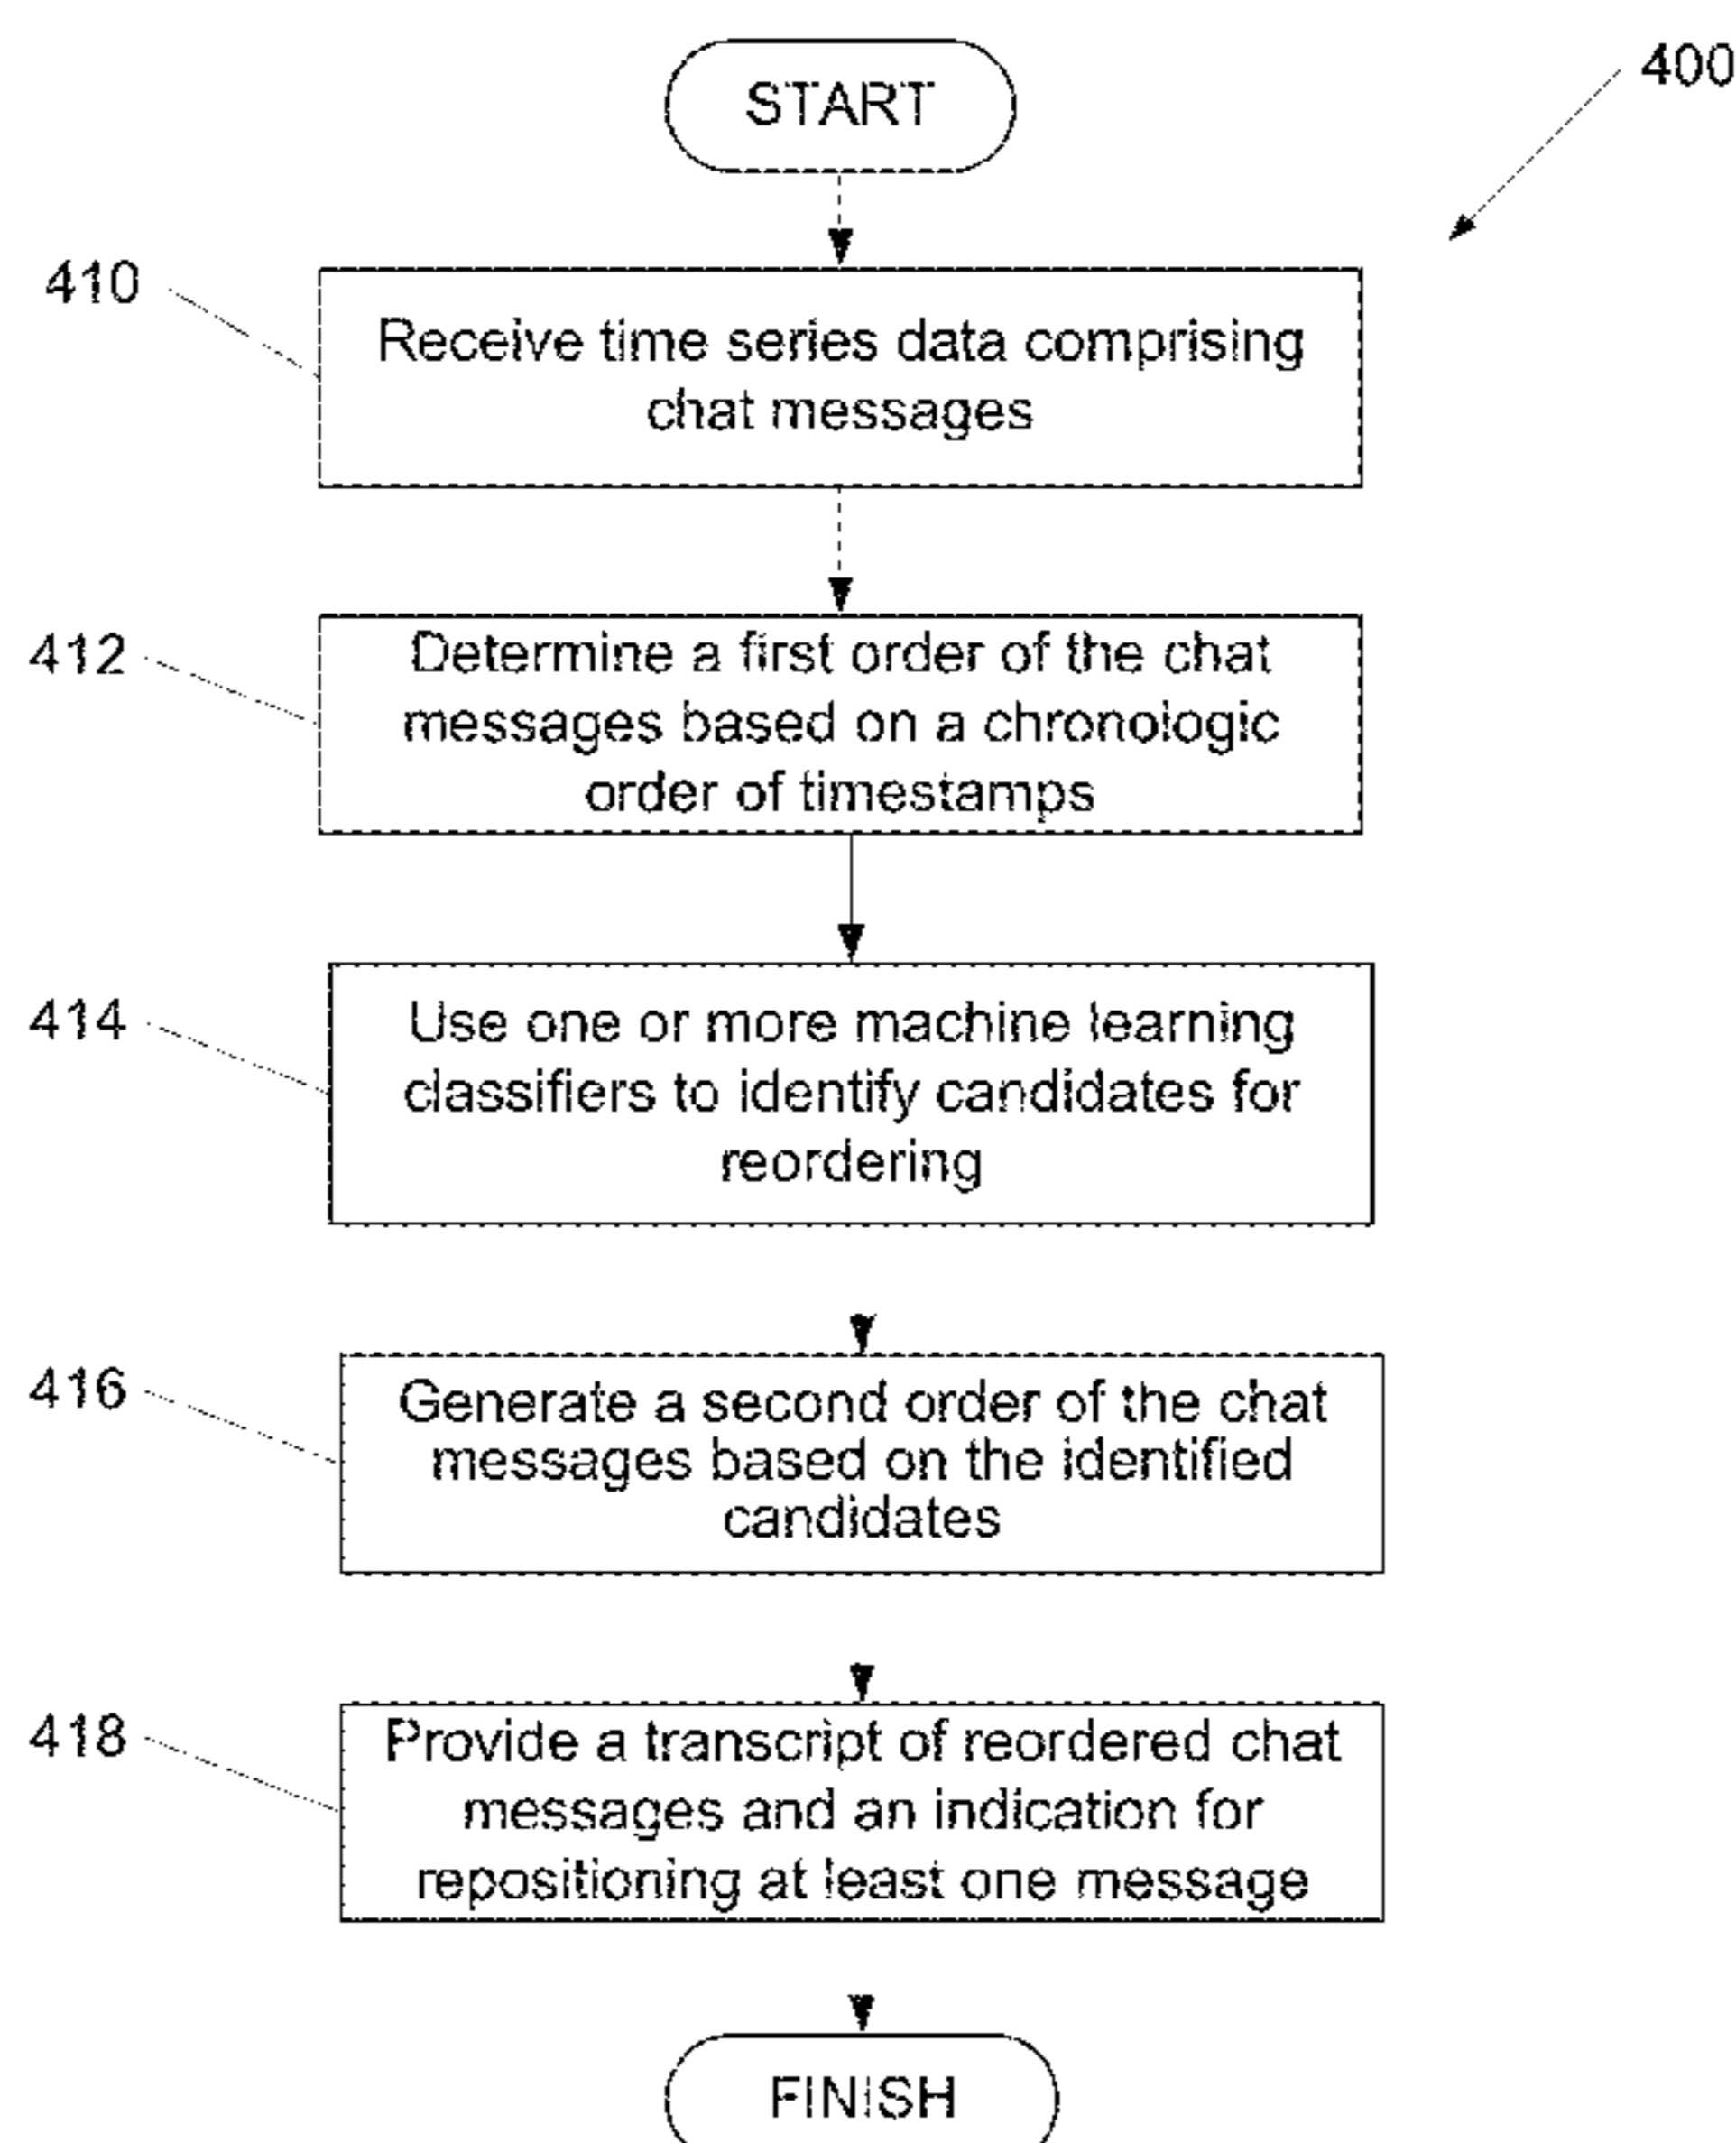 START
400
410
Receive time series data comprising
chat messages
412
Determine a first order of the chat
messages based on a chronologic
order of timestamps
414
Use one or more machine learning
classifiers to identify candidates for
reordering
416
Generate a second order of the chat
messages based on the identified
candidates
418
Provide a transcript of reordered chat
messages and an indication for
repositioning at least one message
FINISH